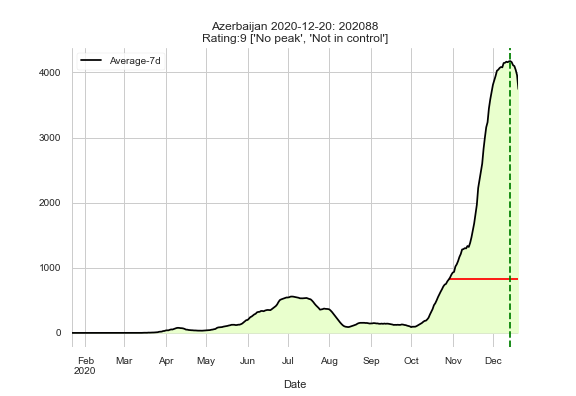 Azerbaijan 2020-12-20: 202088
Rating:9 ['No peak', 'Not in control']
Average-7d
4000
3000
2000
1000
0
Feb Mar Apr May Jun Jul Aug Sep Oct Nov Dec
2020
Date